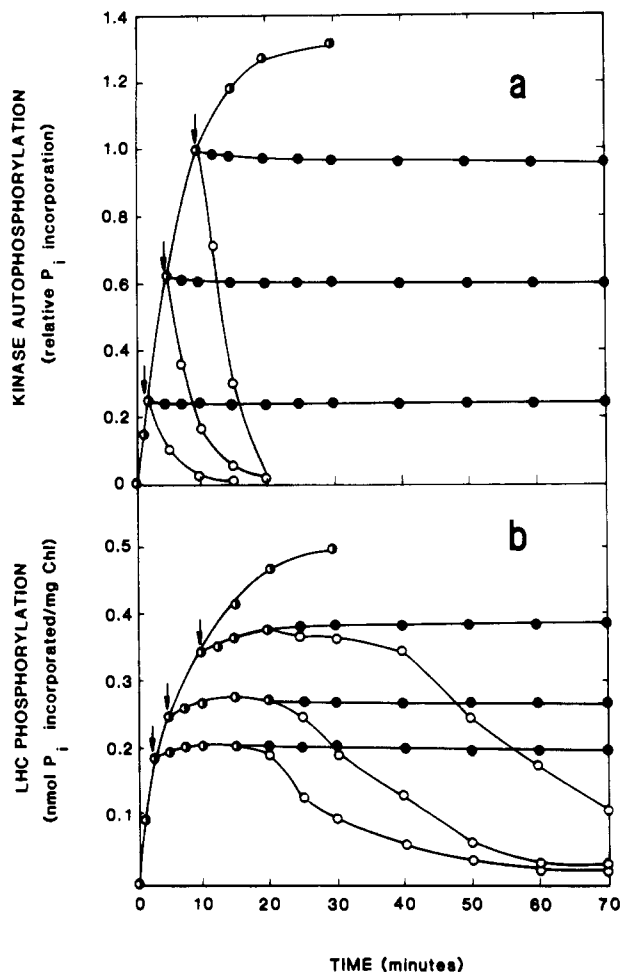 a
1.4
1.2
1.0
0.8
0.6
0.4
0.2
0
KINASE AUTOPHOSPHORYLATION
(relative Pi incorporation)
b
0.5
0.4
0.3
0.2
0.1
LHC PHOSPHORYLATION
(nmol Pi incorporated/mg Chl)
0 10 20 30 40 50 60 70
TIME (minutes)